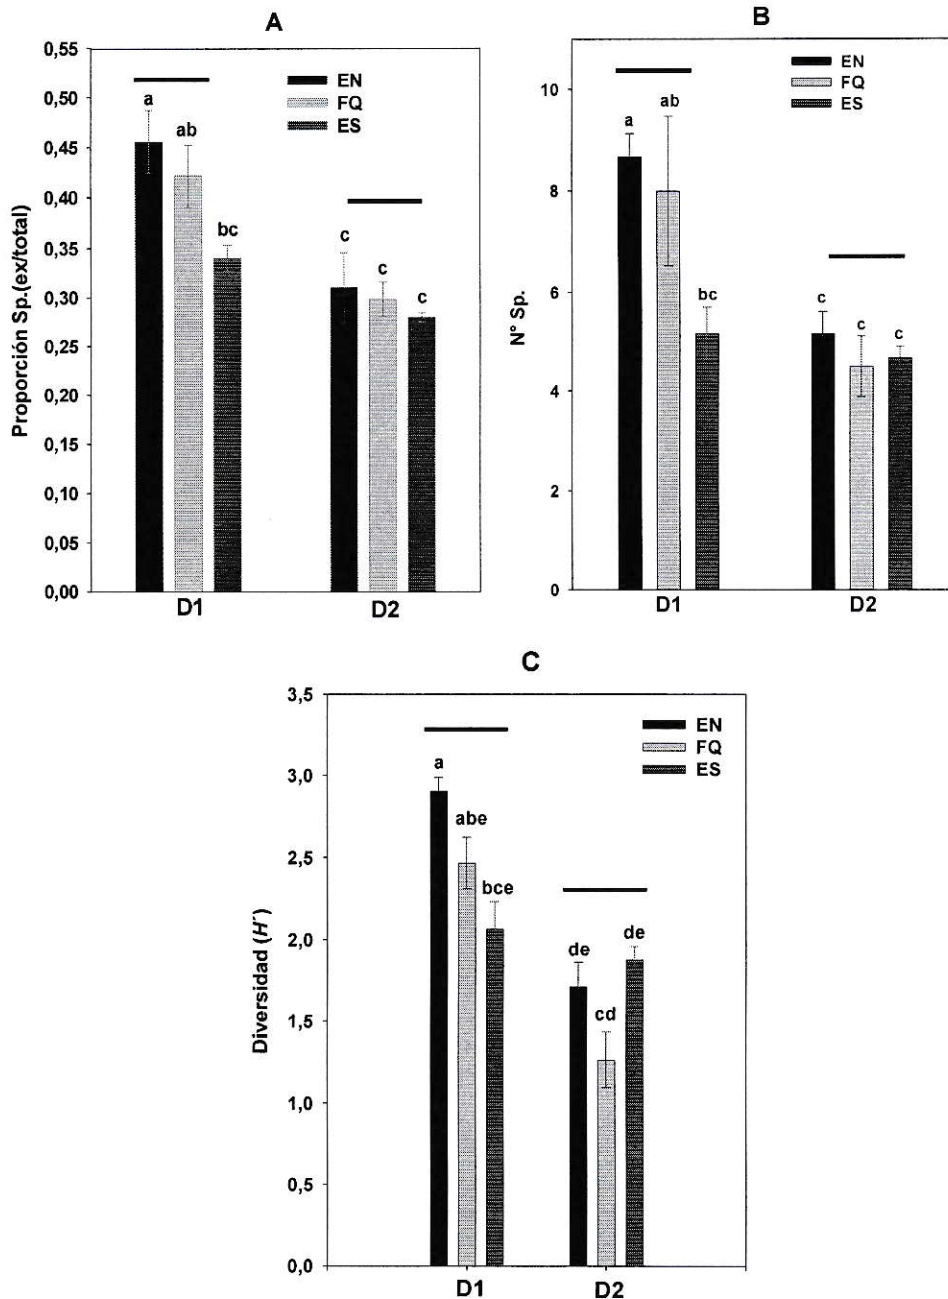 A
Proporción Sp.(ex/total)
0,55
0,50
0,45
0,40
0,35
0,30
0,25
0,20
0,15
0,10
0,05
0,00
EN
FQ
ES
a
ab
bc
c
c
c
D1
D2
B
N° Sp.
10
8
6
4
2
0
EN
FQ
ES
a
ab
bc
c
c
c
D1
D2
C
Diversidad (H´)
3,5
3,0
2,5
2,0
1,5
1,0
0,5
0,0
EN
FQ
ES
a
abe
bce
de
cd
de
D1
D2